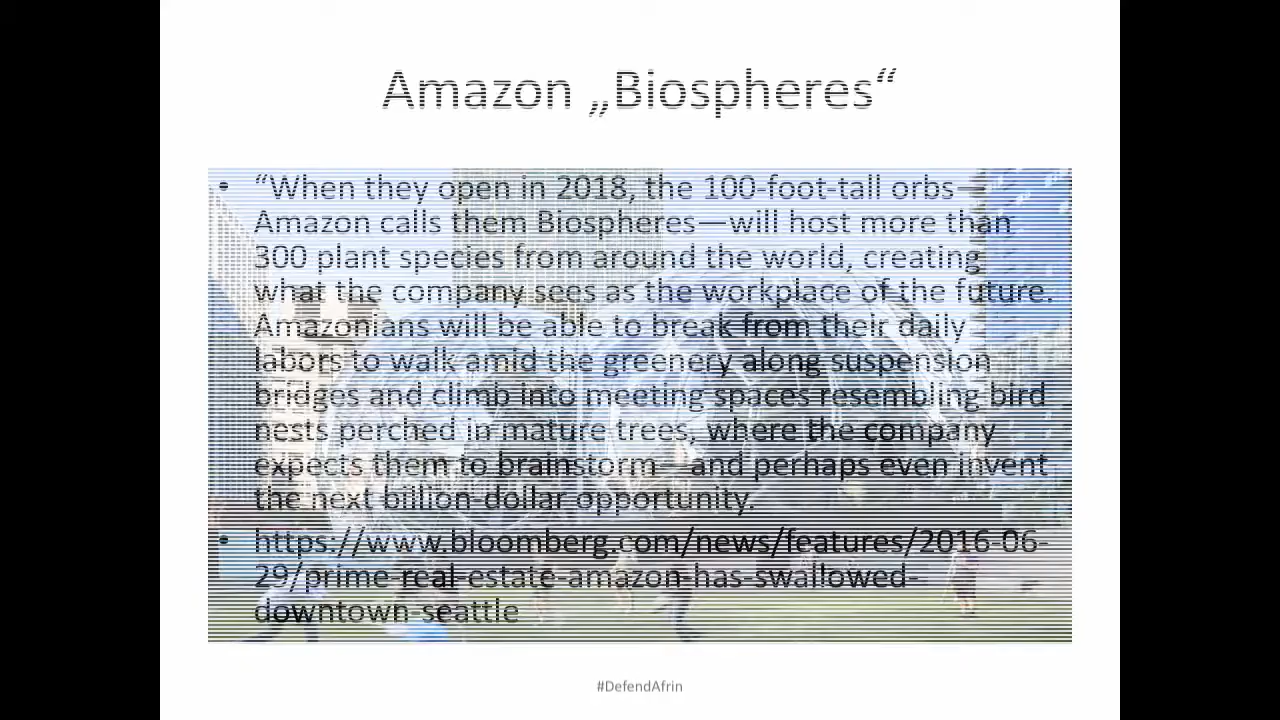 Amazon „Biospheres“
• “When they open in 2018, the 100-foot-tall orbs—
Amazon calls them Biospheres—will host more than
300 plant species from around the world, creating
what the company sees as the workplace of the future.
Amazonians will be able to break from their daily
labors to walk amid the greenery along suspension
bridges and climb into meeting spaces resembling bird
nests perched in mature trees, where the company
expects them to brainstorm—and perhaps even invent
the next billion-dollar opportunity.
• https://www.bloomberg.com/news/features/2016-06-
29/prime-real-estate-amazon-has-swallowed-
downtown-seattle
#DefendAfrin